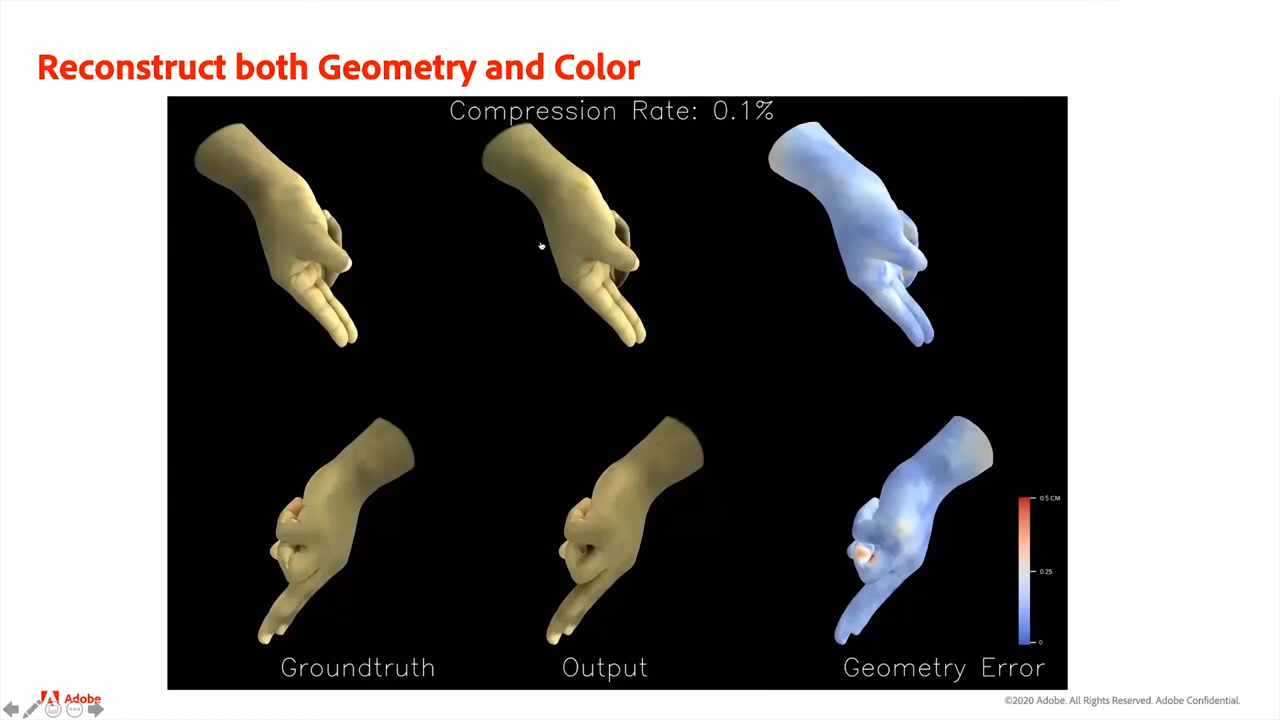 Reconstruct both Geometry and Color
Compression Rate: 0.1%
0.5 CM
0.25
0
Groundtruth
Output
Geometry Error
Adobe
©2020 Adobe. All Rights Reserved. Adobe Confidential.